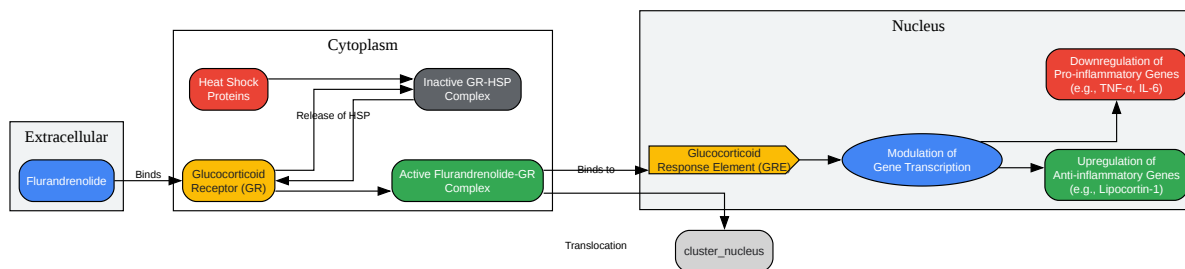 Extracellular
Flurandrenolide
Binds
Cytoplasm
Heat Shock
Proteins
Inactive GR-HSP
Complex
Release of HSP
Glucocorticoid
Receptor (GR)
Active Flurandrenolide-GR
Complex
Binds to
Translocation
cluster_nucleus
Nucleus
Glucocorticoid
Response Element (GRE)
Modulation of
Gene Transcription
Downregulation of
Pro-inflammatory Genes
(e.g., TNF-α, IL-6)
Upregulation of
Anti-inflammatory Genes
(e.g., Lipocortin-1)